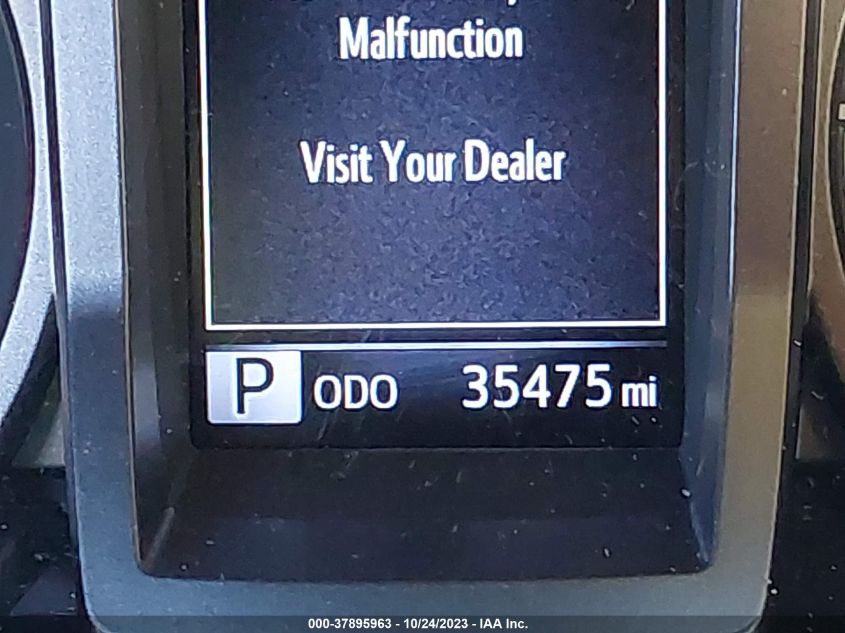 Malfunction
Visit Your Dealer
P ODO 35475 mi
000-37895963 - 10/24/2023 - IAA Inc.